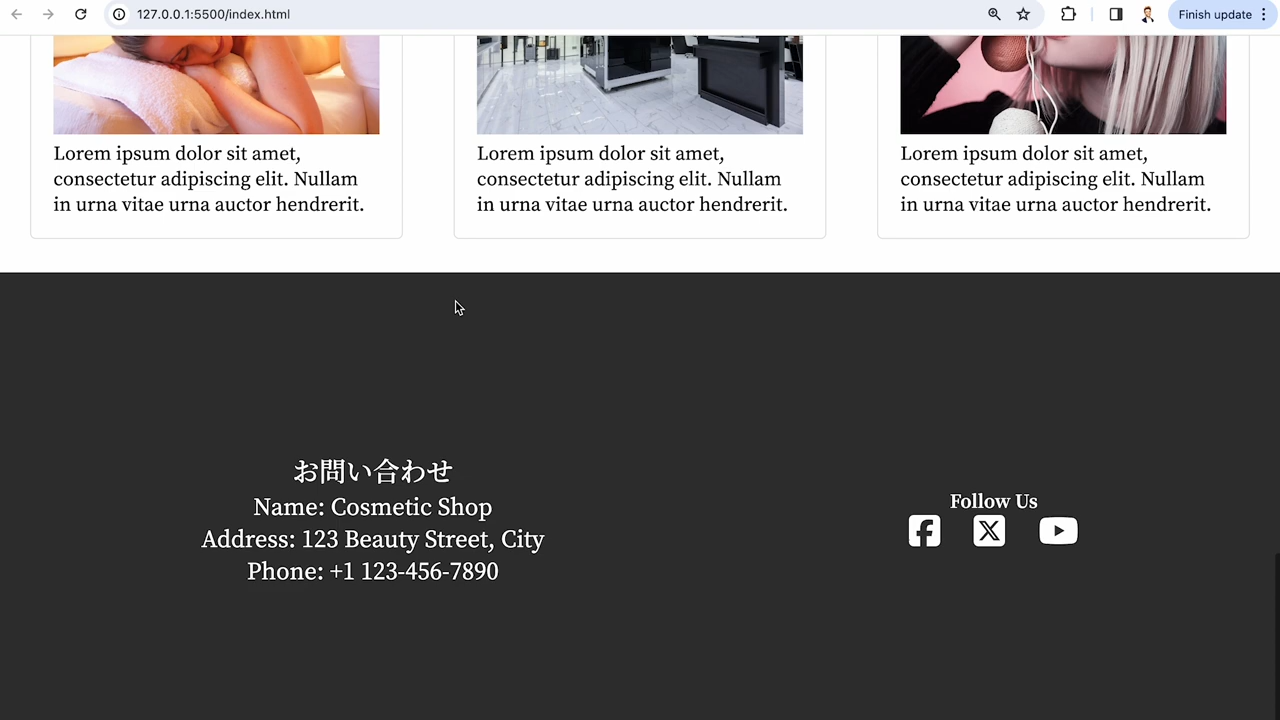 127.0.0.1:5500/index.html
Finish update
Lorem ipsum dolor sit amet,
consectetur adipiscing elit. Nullam
in urna vitae urna auctor hendrerit.
Lorem ipsum dolor sit amet,
consectetur adipiscing elit. Nullam
in urna vitae urna auctor hendrerit.
Lorem ipsum dolor sit amet,
consectetur adipiscing elit. Nullam
in urna vitae urna auctor hendrerit.
お問い合わせ
Name: Cosmetic Shop
Address: 123 Beauty Street, City
Phone: +1 123-456-7890
Follow Us